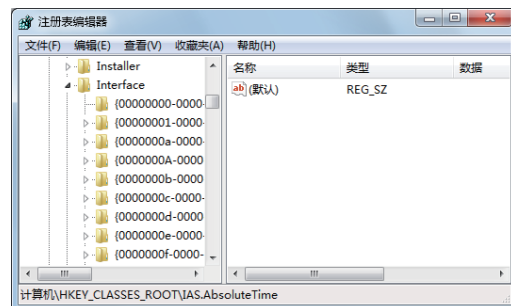 注册表编辑器
文件(F) 编辑(E) 查看(V) 收藏夹(A) 帮助(H)
Installer
Interface
{00000000-0000-
{00000001-0000-
{0000000a-0000-
{0000000A-0000
{0000000b-0000
{0000000c-0000-
{0000000d-0000
{0000000e-0000
{0000000f-0000-
名称 类型 数据
ab (默认) REG_SZ
计算机\HKEY_CLASSES_ROOT\IAS.AbsoluteTime